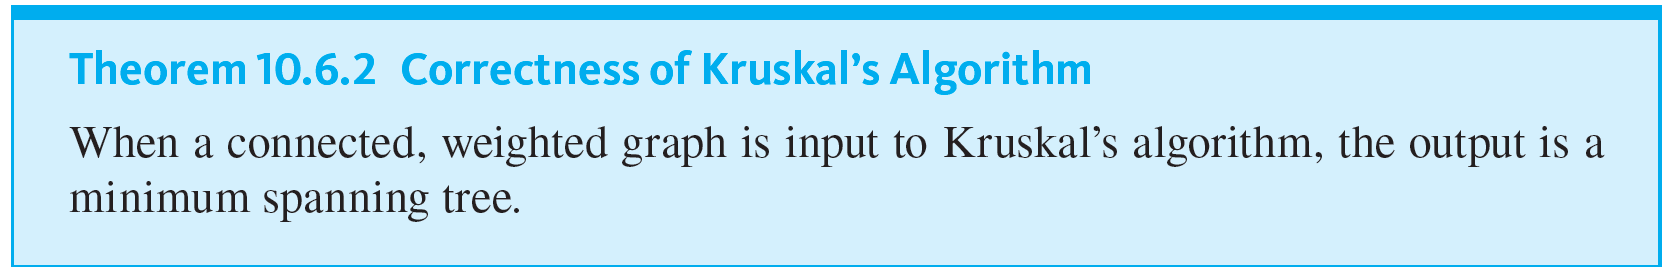 Theorem 10.6.2 Correctness of Kruskal’s Algorithm
When a connected, weighted graph is input to Kruskal’s algorithm, the output is a
minimum spanning tree.